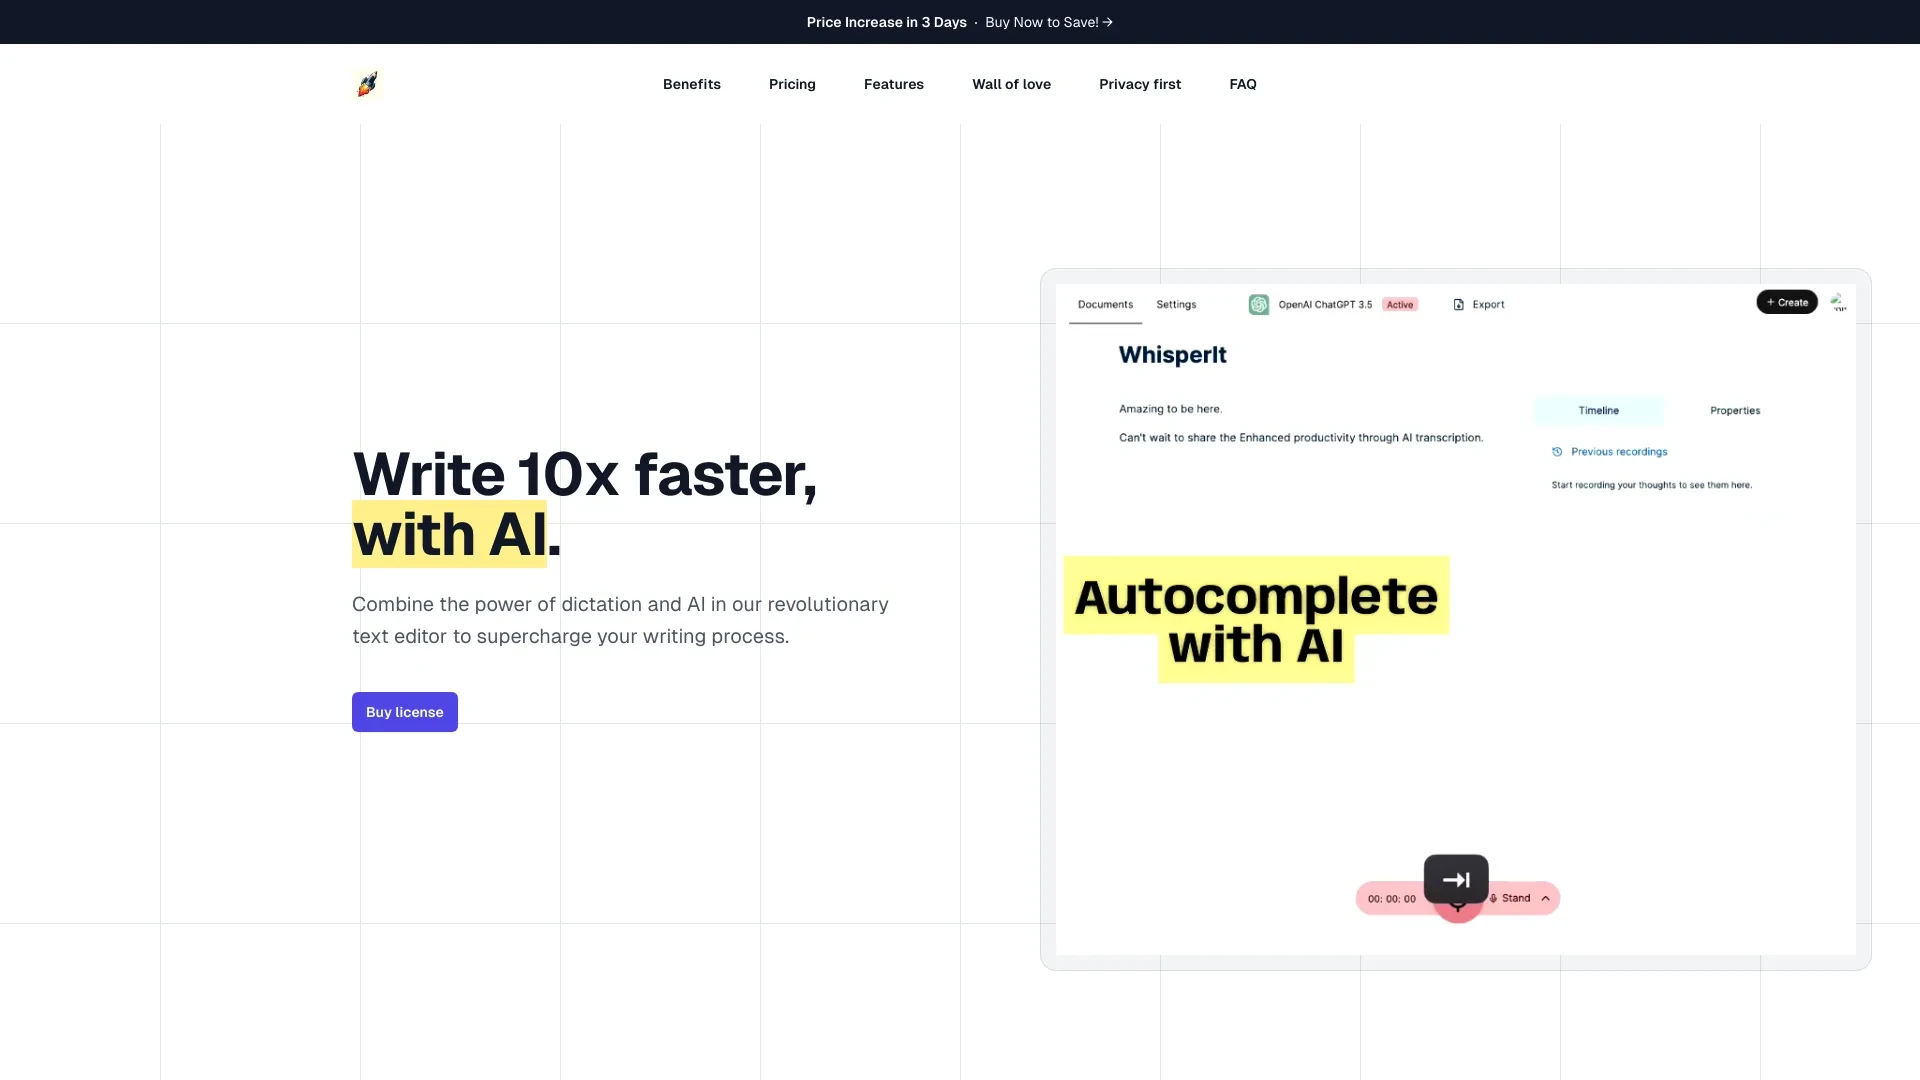 Price Increase in 3 Days · Buy Now to Save! →
Benefits Pricing Features Wall of love Privacy first FAQ
Write 10x faster,
with AI.
Combine the power of dictation and AI in our revolutionary
text editor to supercharge your writing process.
Buy license
Documents Settings OpenAI ChatGPT 3.5 Active Export + Create
WhisperIt
Amazing to be here.
Can't wait to share the Enhanced productivity through AI transcription.
Timeline Properties
Previous recordings
Start recording your thoughts to see them here.
Autocomplete
with AI
00: 00: 00 Stand